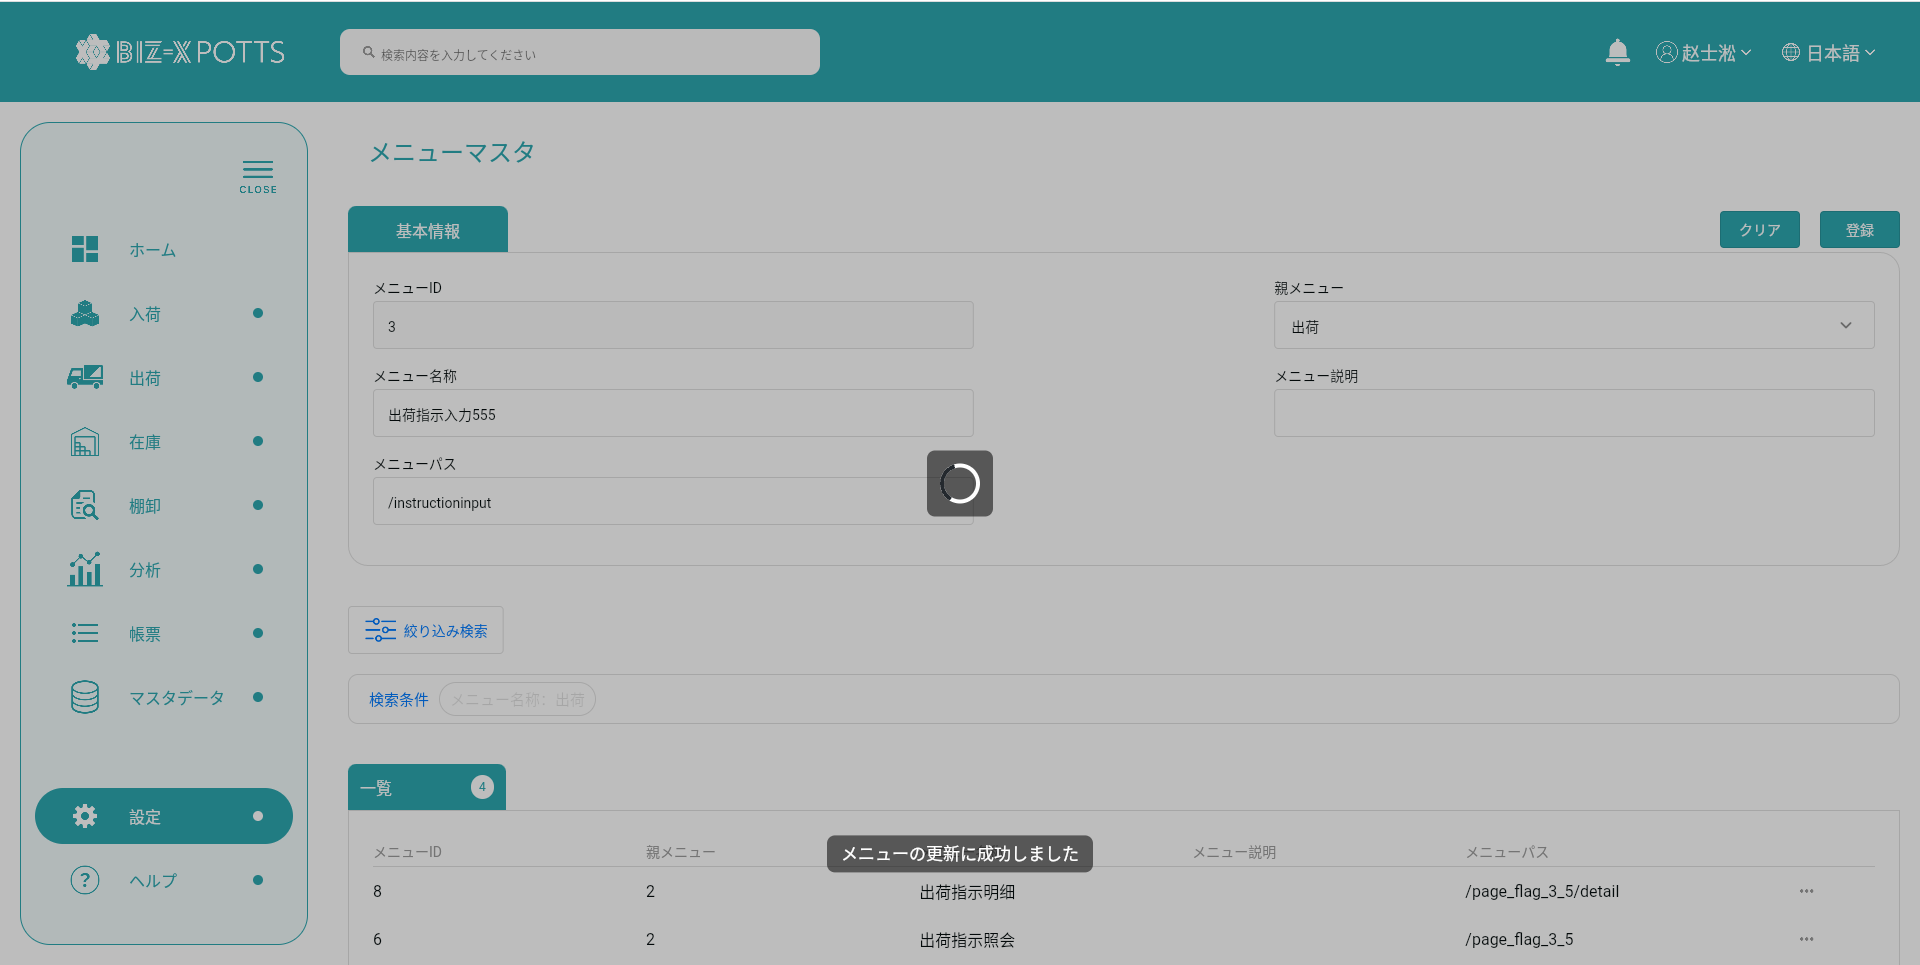 BIZ=X POTTS
検索内容を入力してください
赵士淞
日本語
CLOSE
ホーム
入荷
出荷
在庫
棚卸
分析
帳票
マスタデータ
設定
? ヘルプ
メニューマスタ
基本情報
クリア
登録
メニューID
3
親メニュー
出荷
メニュー名称
出荷指示入力555
メニュー説明
メニューパス
/instructioninput
絞り込み検索
検索条件 メニュー名称: 出荷
一覧 4
メニューID 親メニュー メニュー説明 メニューパス
メニューの更新に成功しました
8 2 出荷指示明细 /page_flag_3_5/detail ···
6 2 出荷指示照会 /page_flag_3_5 ···